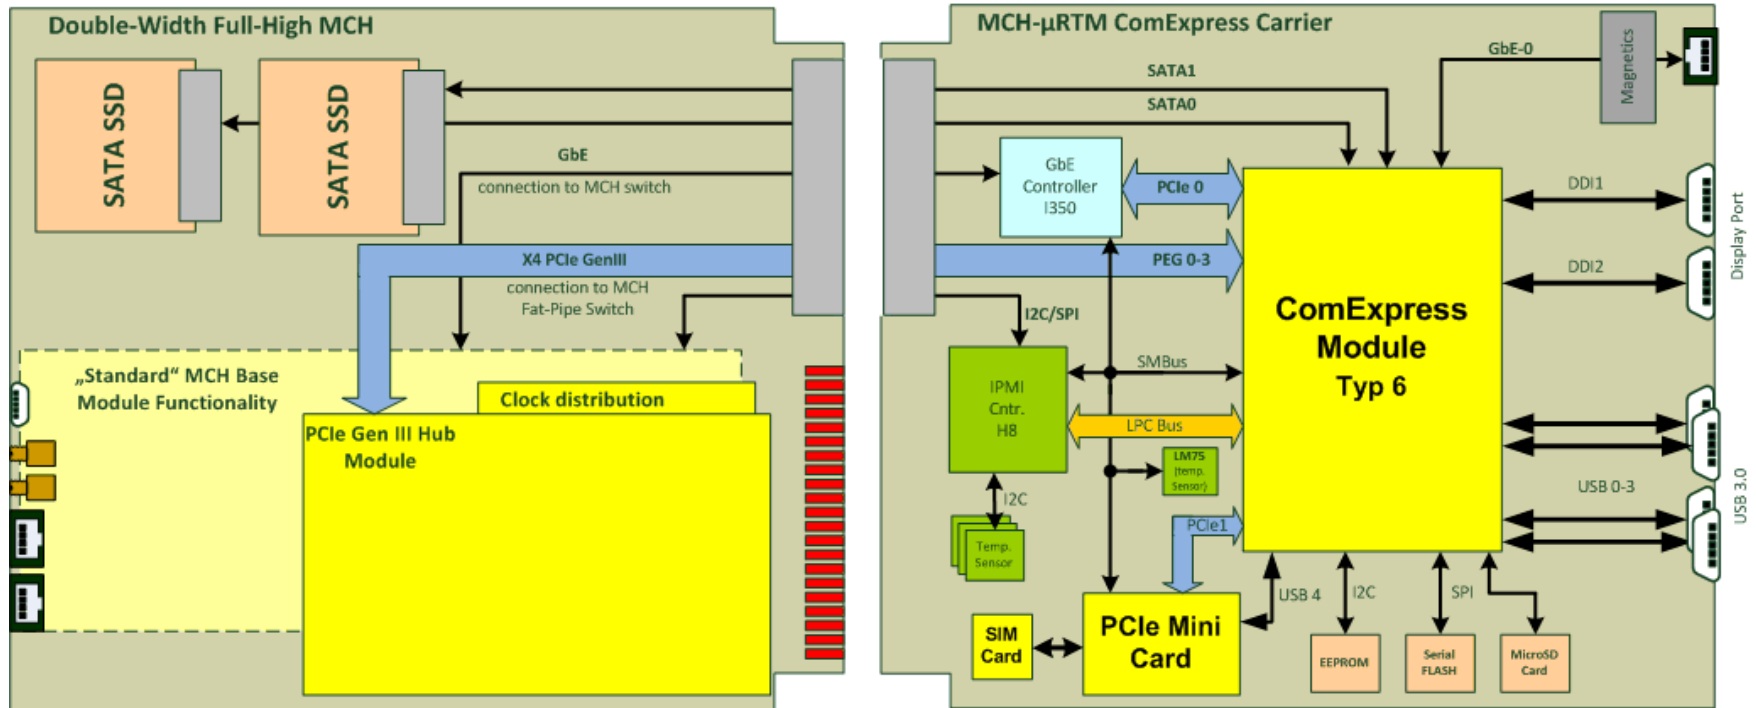 Double-Width Full-High MCH
SATA SSD
SATA SSD
GbE
connection to MCH switch
X4 PCIe GenIII
connection to MCH
Fat-Pipe Switch
„Standard“ MCH Base
Module Functionality
Clock distribution
PCIe Gen III Hub
Module
MCH-µRTM ComExpress Carrier
GbE-0
Magnetics
SATA1
SATA0
GbE
Controller
I350
PCIe 0
PEG 0-3
I2C/SPI
ComExpress
Module
Typ 6
DDI1
DDI2
Display Port
IPMI
Cntr.
H8
SMBus
LPC Bus
LM75
(temp.
Sensor)
I2C
Temp.
Sensor
PCIe1
USB 0-3
USB 3.0
USB 4
I2C
SPI
SIM
Card
PCIe Mini
Card
EEPROM
Serial
FLASH
MicroSD
Card